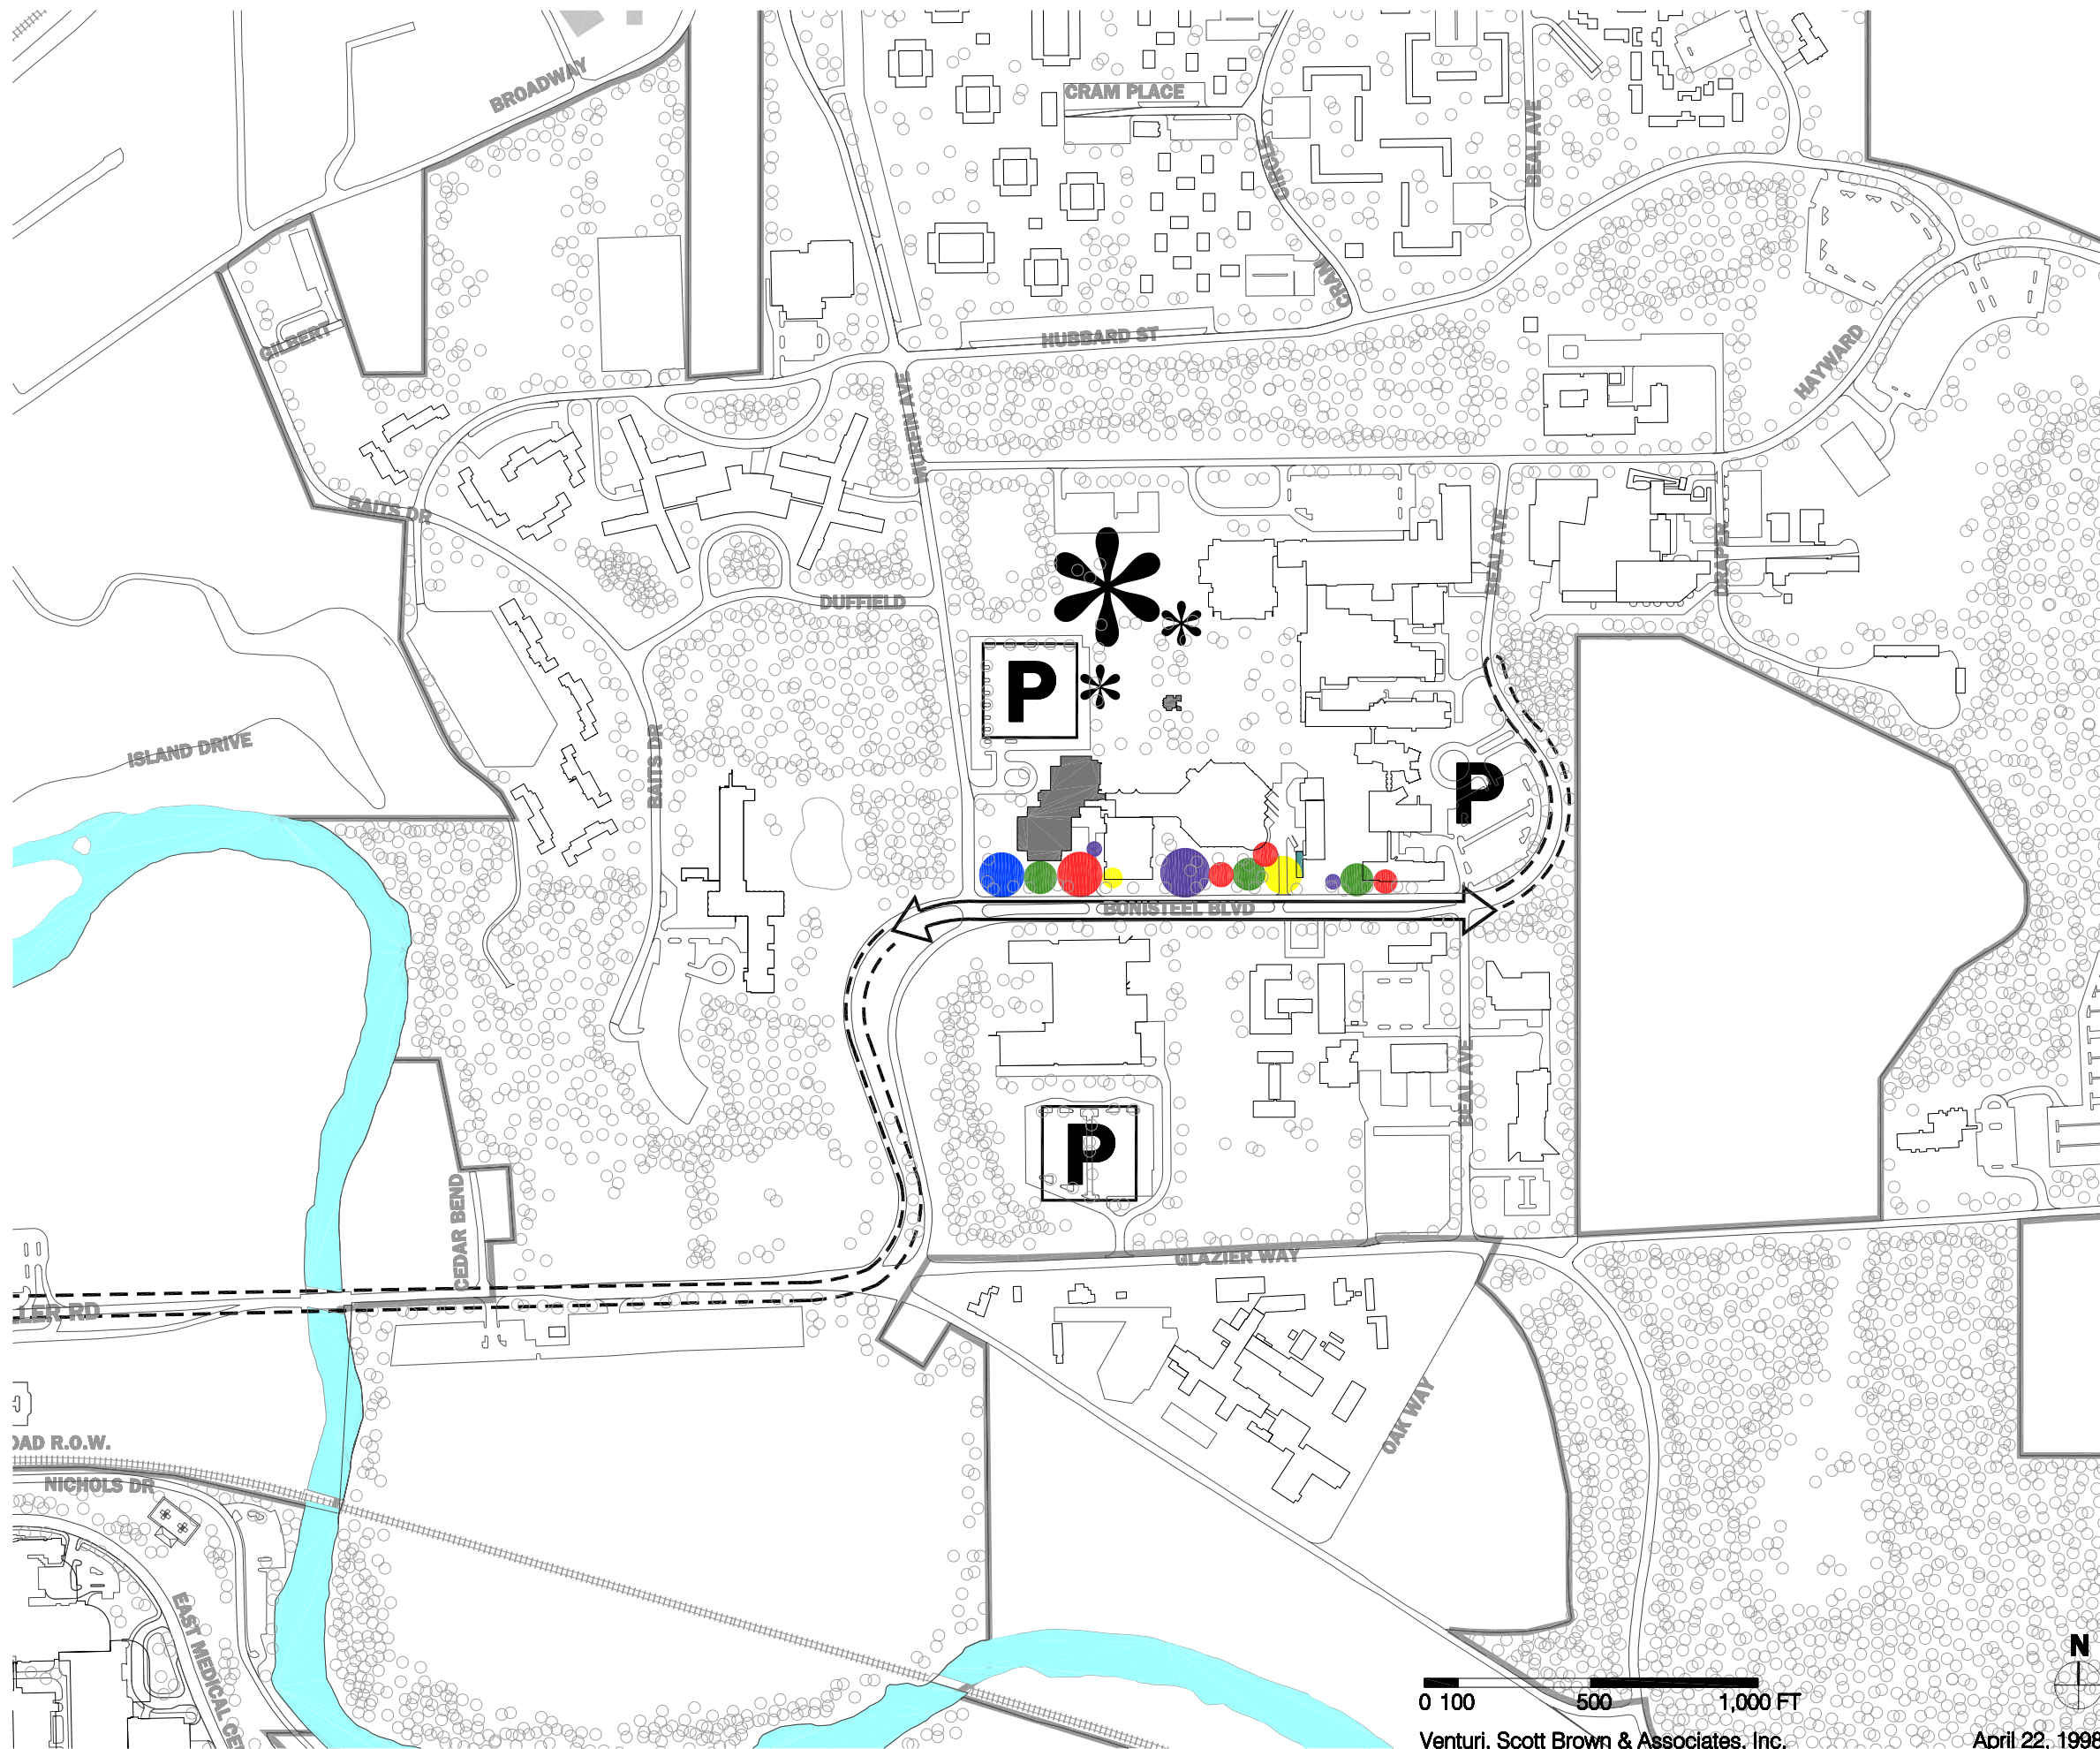 BROADWAY
CRAM PLACE
BEAL AVE
CIRCLE
CRAM
HUBBARD ST
GILBERT
HAYWARD
MURFIN AVE
BAITS DR
BEAL AVE
DRAPER
DUFFIELD
P
ISLAND DRIVE
BAITS DR
P
BONISTEEL BLVD
BEAL AVE
P
CEDAR BEND
GLAZIER WAY
LER RD
OAK WAY
OAD R.O.W.
NICHOLS DR
EAST MEDICAL CE
N
0 100 500 1,000 FT
Venturi, Scott Brown & Associates, Inc. April 22, 1998